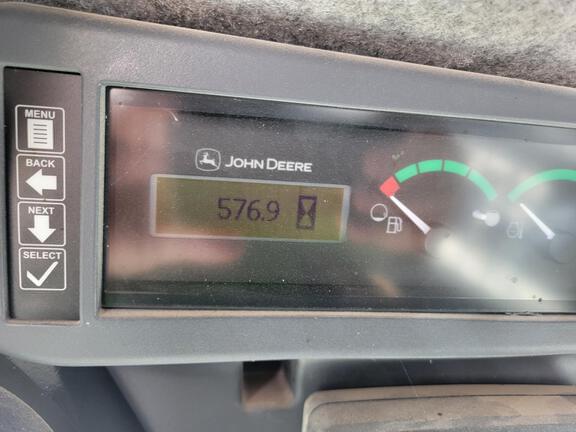 MENU
BACK
NEXT
SELECT
JOHN DEERE
576.9